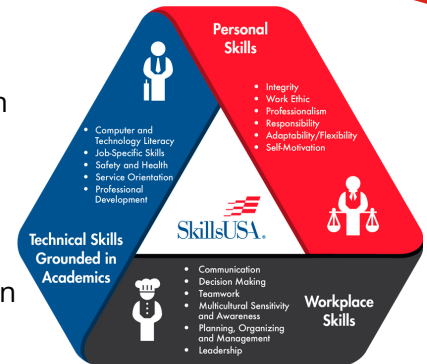 Personal
Skills
• Integrity
• Work Ethic
• Professionalism
• Responsibility
• Adaptability/Flexibility
• Self-Motivation
• Computer and
Technology Literacy
• Job-Specific Skills
• Safety and Health
• Service Orientation
• Professional
Development
Technical Skills
Grounded in
Academics
SkillsUSA®
• Communication
• Decision Making
• Teamwork
• Multicultural Sensitivity
and Awareness
• Planning, Organizing
and Management
• Leadership
Workplace
Skills